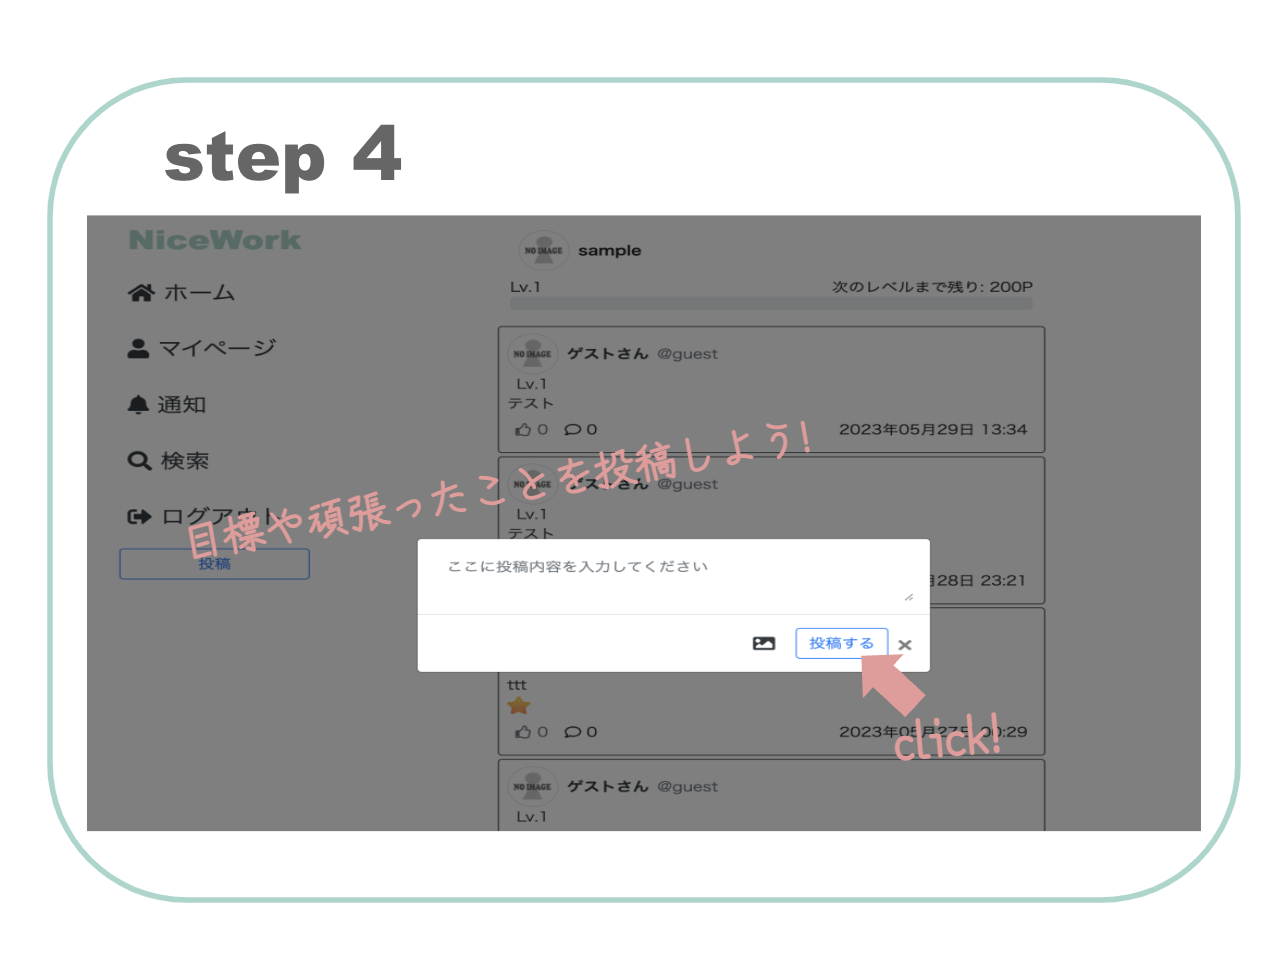 step 4
NiceWork
ホーム
マイページ
通知
検索
ログアウト
投稿
NO IMAGE sample
Lv.1 次のレベルまで残り: 200P
NO IMAGE ゲストさん @guest
Lv.1
テスト
0 0 2023年05月29日 13:34
目標や頑張ったことを投稿しよう!
NO IMAGE ゲストさん @guest
Lv.1
テスト
月28日 23:21
ここに投稿内容を入力してください
投稿する ×
click!
ttt
0 0 2023年05月27日 00:29
NO IMAGE ゲストさん @guest
Lv.1